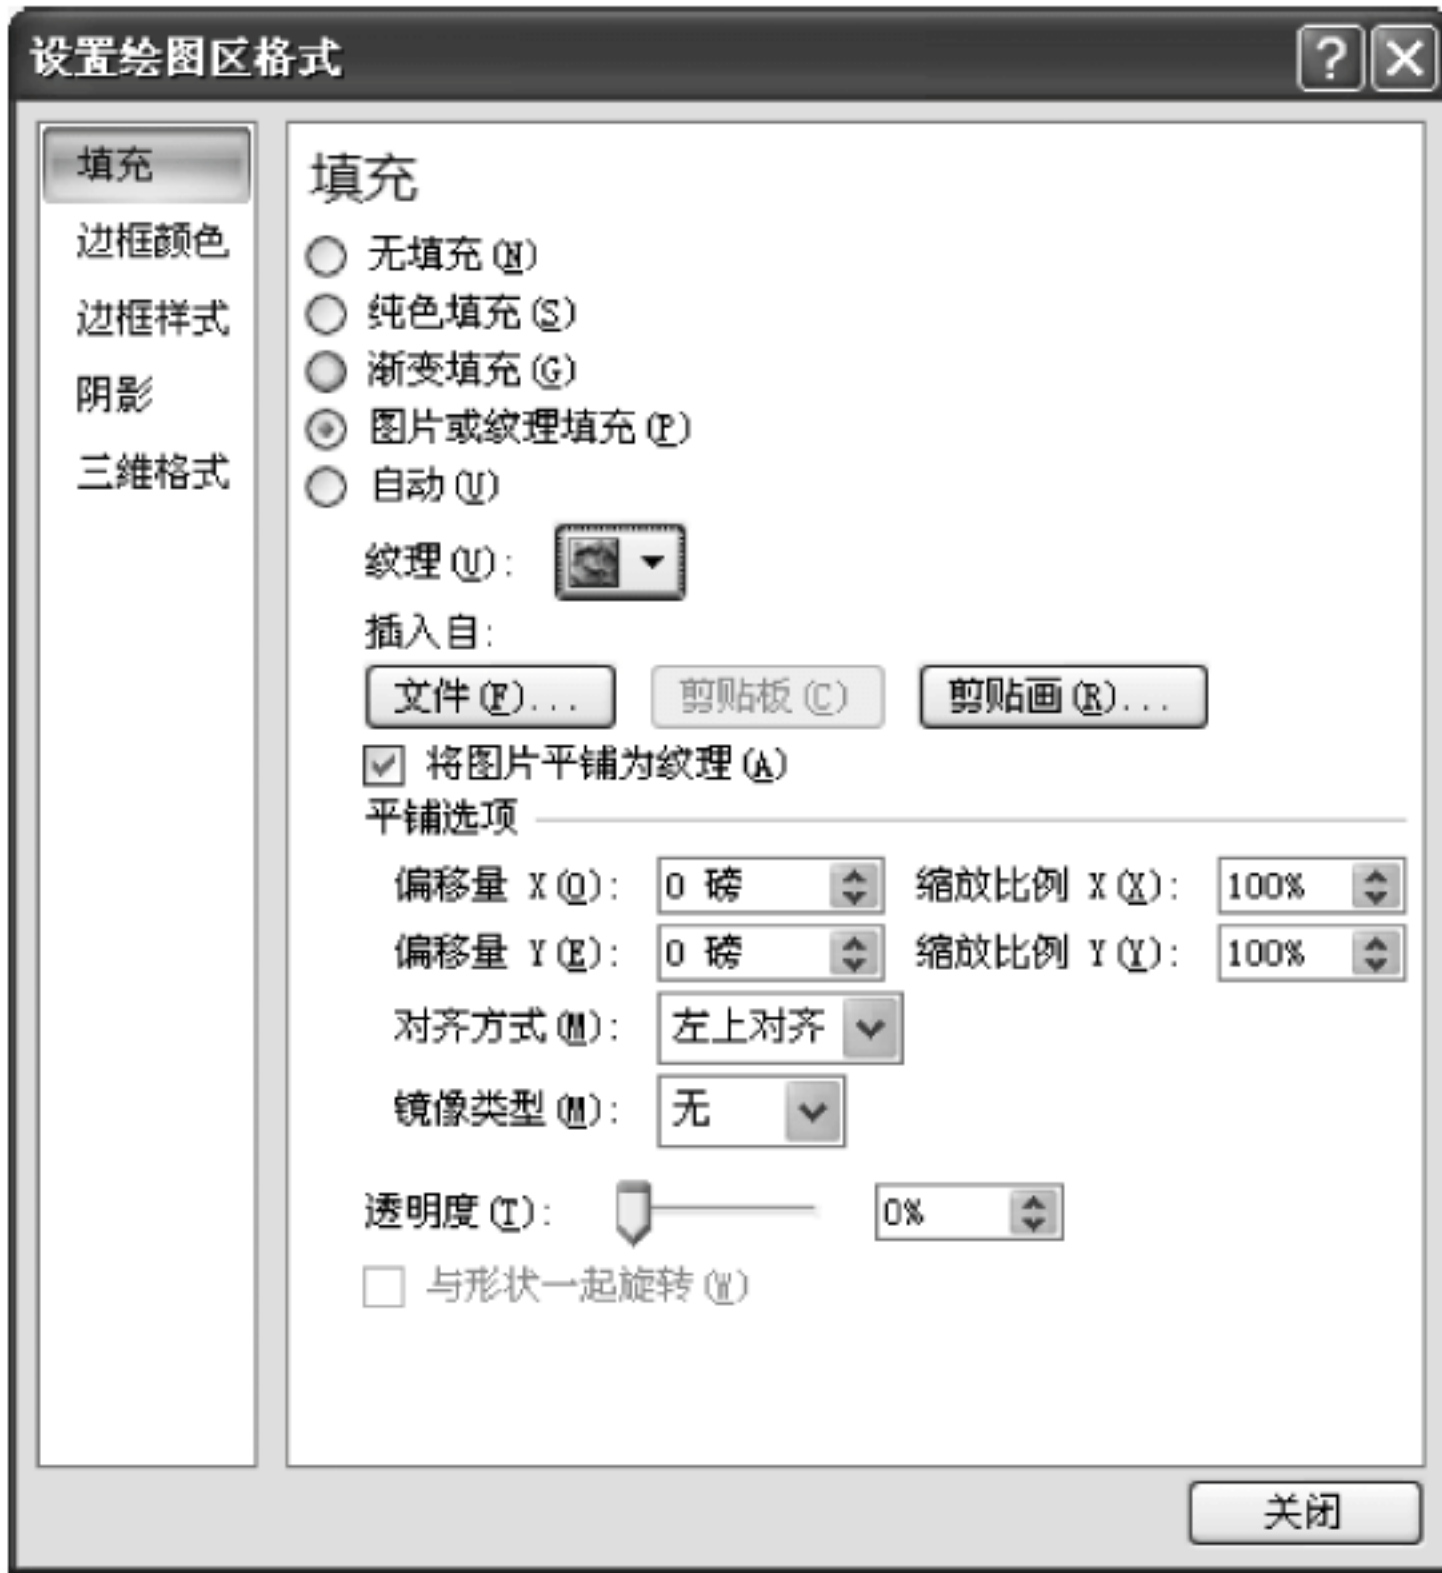 设置绘图区格式
填充
边框颜色
边框样式
阴影
三维格式
填充
无填充(N)
纯色填充(S)
渐变填充(G)
图片或纹理填充(P)
自动(U)
纹理(U):
插入自:
文件(F)... 剪贴板(C) 剪贴画(R)...
将图片平铺为纹理(A)
平铺选项
偏移量 X(O): 0 磅 缩放比例 X(X): 100%
偏移量 Y(E): 0 磅 缩放比例 Y(Y): 100%
对齐方式(M): 左上对齐
镜像类型(M): 无
透明度(T): 0%
与形状一起旋转(W)
关闭